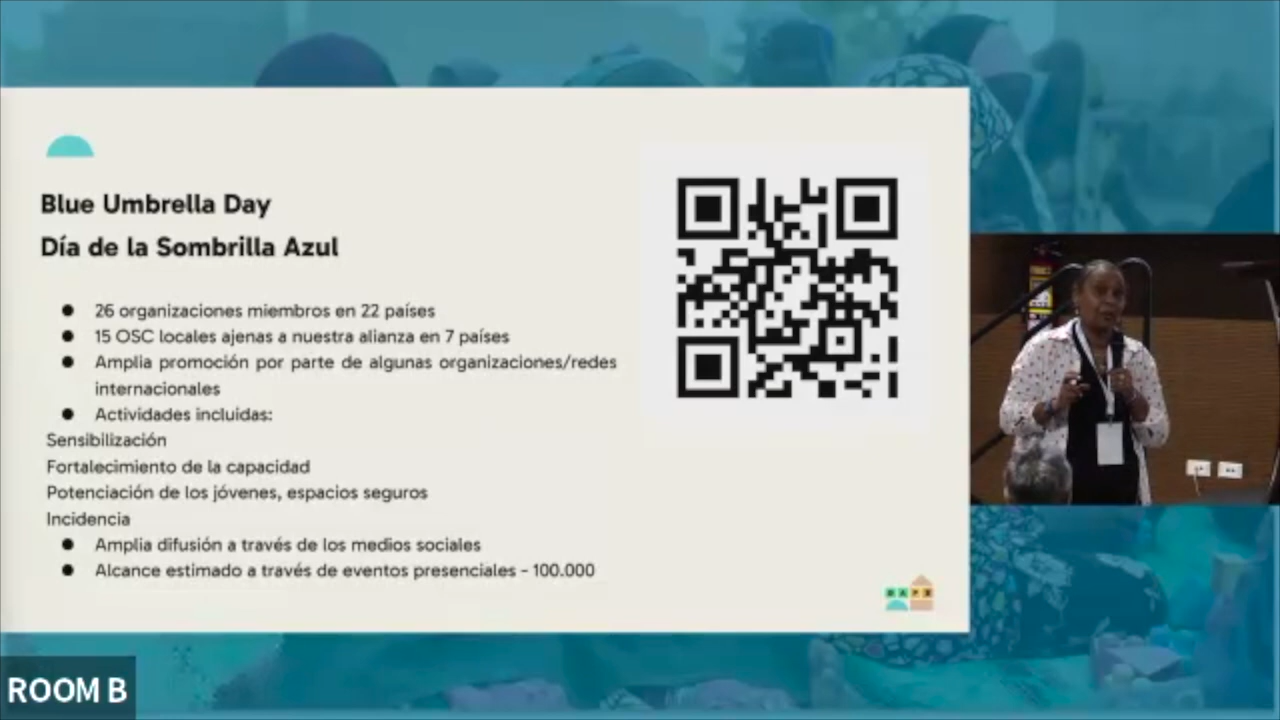 Blue Umbrella Day
Día de la Sombrilla Azul
26 organizaciones miembros en 22 países
15 OSC locales ajenas a nuestra alianza en 7 países
Amplia promoción por parte de algunas organizaciones/redes
internacionales
Actividades incluidas:
Sensibilización
Fortalecimiento de la capacidad
Potenciación de los jóvenes, espacios seguros
Incidencia
Amplia difusión a través de los medios sociales
Alcance estimado a través de eventos presenciales - 100.000
ROOM B